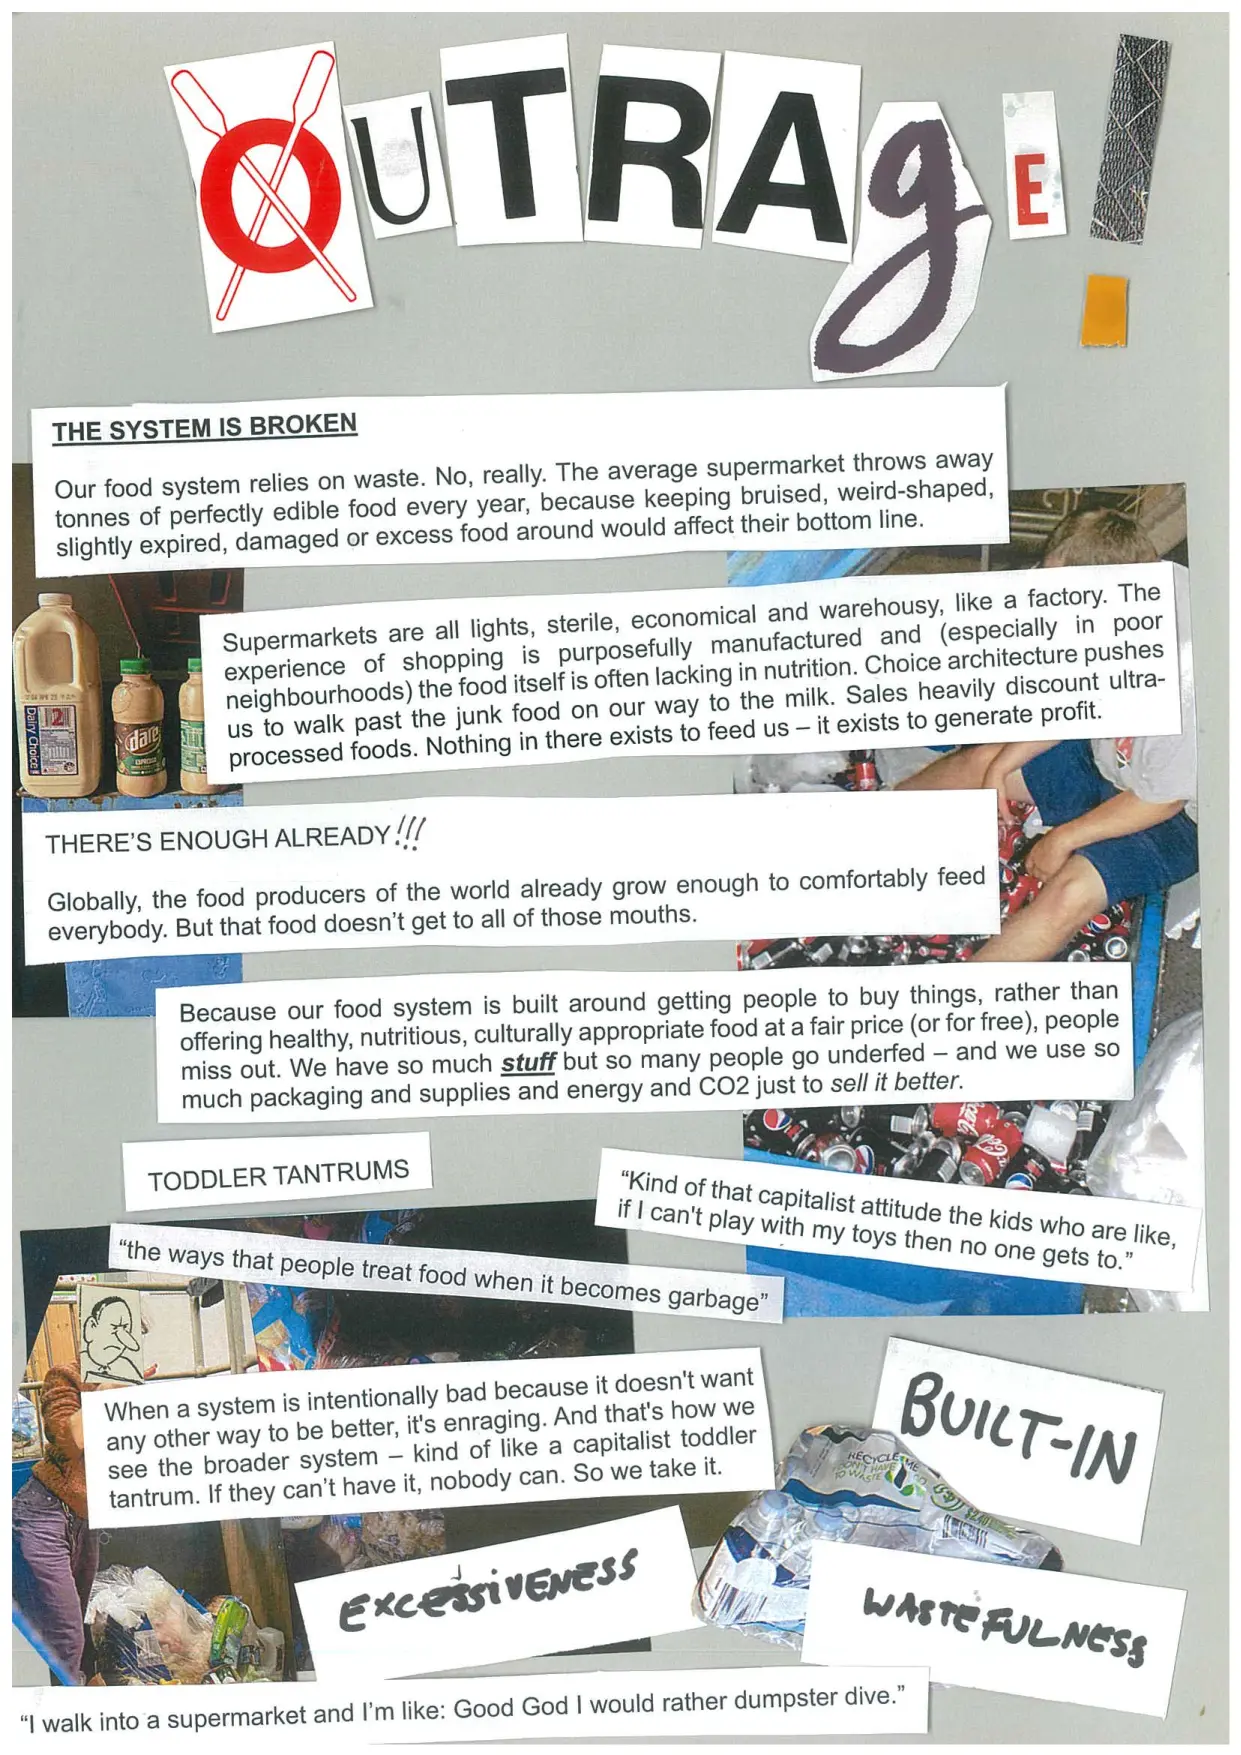 OUTRAgE!
THE SYSTEM IS BROKEN
Our food system relies on waste. No, really. The average supermarket throws away
tonnes of perfectly edible food every year, because keeping bruised, weird-shaped,
slightly expired, damaged or excess food around would affect their bottom line.
Supermarkets are all lights, sterile, economical and warehousy, like a factory. The
experience of shopping is purposefully manufactured and (especially in poor
neighbourhoods) the food itself is often lacking in nutrition. Choice architecture pushes
us to walk past the junk food on our way to the milk. Sales heavily discount ultra-
processed foods. Nothing in there exists to feed us – it exists to generate profit.
Dairy Choice
2
dare
ESPRESSO
THERE'S ENOUGH ALREADY!!!
Globally, the food producers of the world already grow enough to comfortably feed
everybody. But that food doesn't get to all of those mouths.
Because our food system is built around getting people to buy things, rather than
offering healthy, nutritious, culturally appropriate food at a fair price (or for free), people
miss out. We have so much stuff but so many people go underfed – and we use so
much packaging and supplies and energy and CO2 just to sell it better.
TODDLER TANTRUMS
"Kind of that capitalist attitude the kids who are like,
if I can't play with my toys then no one gets to."
"the ways that people treat food when it becomes garbage"
When a system is intentionally bad because it doesn't want
any other way to be better, it's enraging. And that's how we
see the broader system – kind of like a capitalist toddler
tantrum. If they can't have it, nobody can. So we take it.
BUILT-IN
RECYCLE ME
DON'T HAVE
TO WASTE
EXCESSIVENESS
WASTEFULNESS
"I walk into a supermarket and I'm like: Good God I would rather dumpster dive."